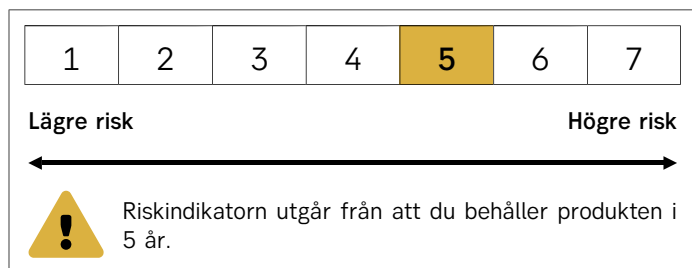 1 2 3 4 5 6 7
Lägre risk Högre risk
Riskindikatorn utgår från att du behåller produkten i
5 år.